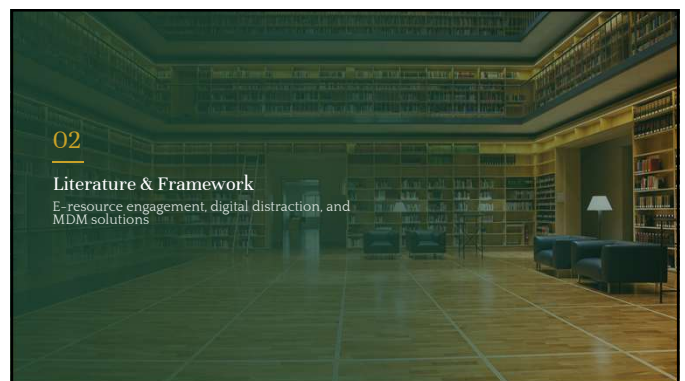 02
Literature & Framework
E-resource engagement, digital distraction, and
MDM solutions